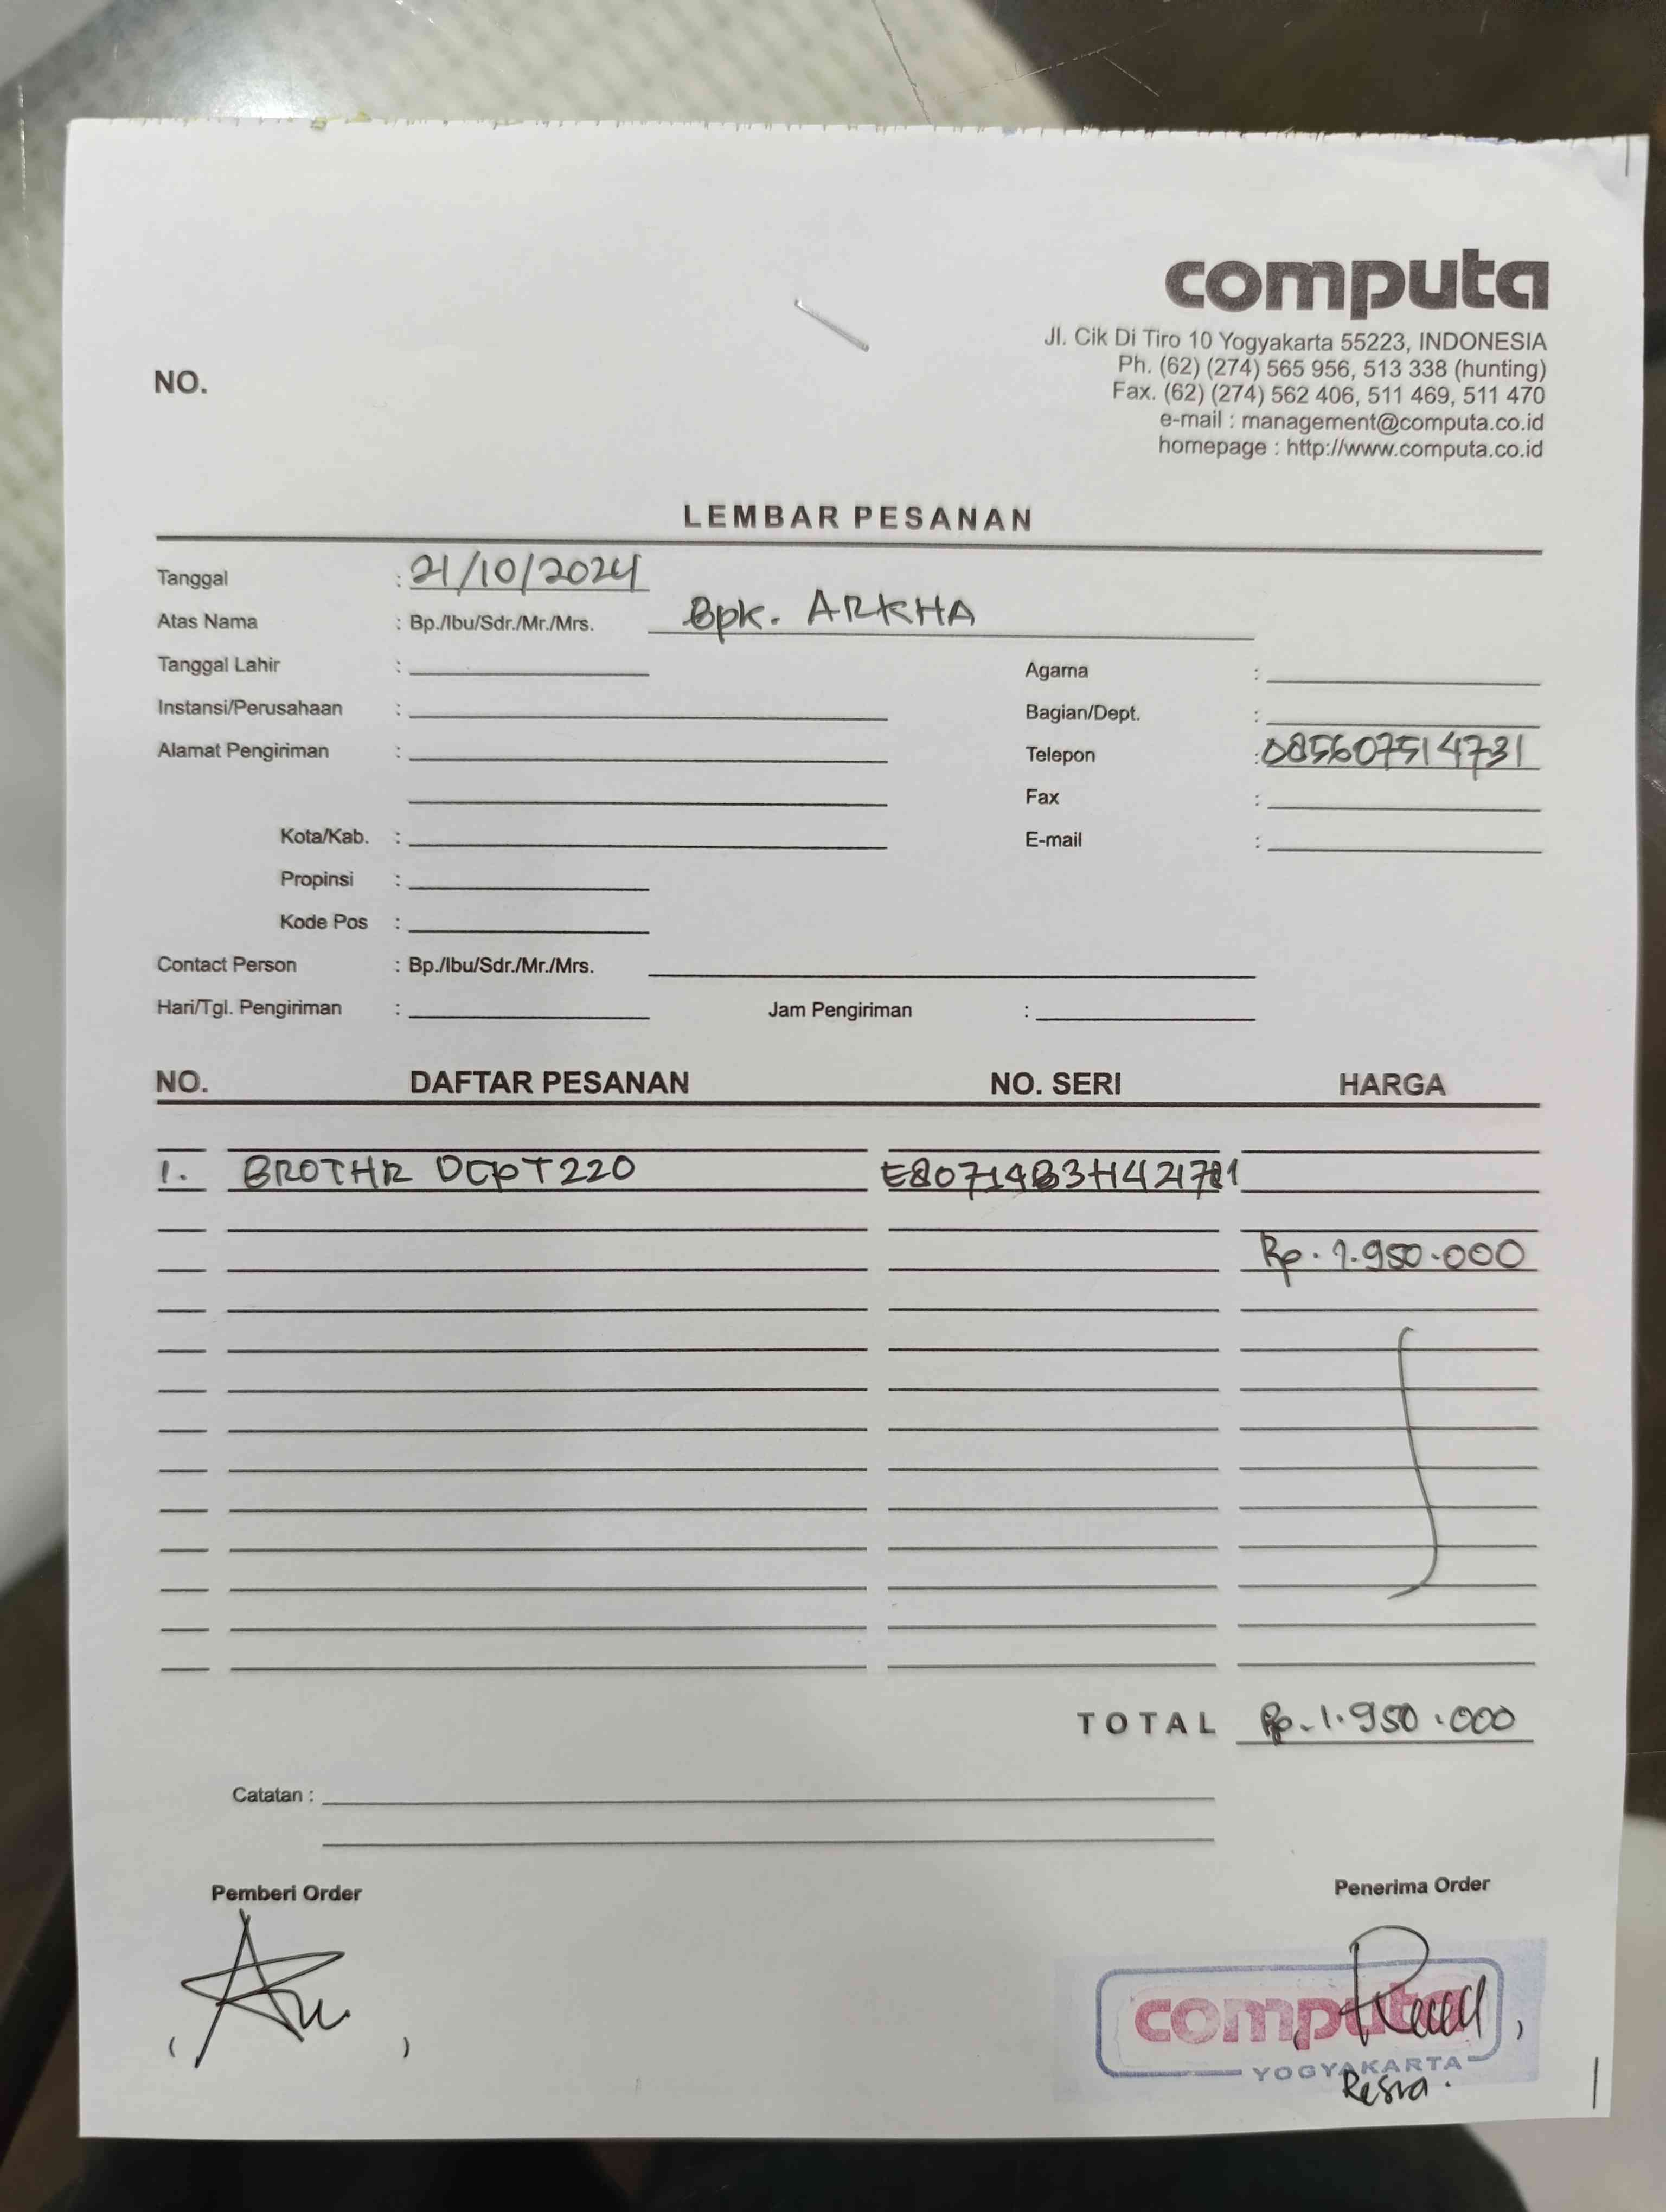 computa
Jl. Cik Di Tiro 10 Yogyakarta 55223, INDONESIA
Ph. (62) (274) 565 956, 513 338 (hunting)
Fax. (62) (274) 562 406, 511 469, 511 470
e-mail : management@computa.co.id
homepage : http://www.computa.co.id
NO.
LEMBAR PESANAN
Tanggal : 21/10/2024
Atas Nama : Bp./Ibu/Sdr./Mr./Mrs. Bpk. ARKHA
Tanggal Lahir :
Agama :
Instansi/Perusahaan :
Bagian/Dept. :
Alamat Pengiriman :
Telepon : 085607514731
Fax :
Kota/Kab. :
E-mail :
Propinsi :
Kode Pos :
Contact Person : Bp./Ibu/Sdr./Mr./Mrs.
Hari/Tgl. Pengiriman : Jam Pengiriman :
NO. DAFTAR PESANAN NO. SERI HARGA
1. BROTHR DCPT220
Rp. 1.950.000
TOTAL Rp. 1.950.000
Catatan :
Pemberi Order
Penerima Order
( )
computa )
YOGYAKARTA
Resra.